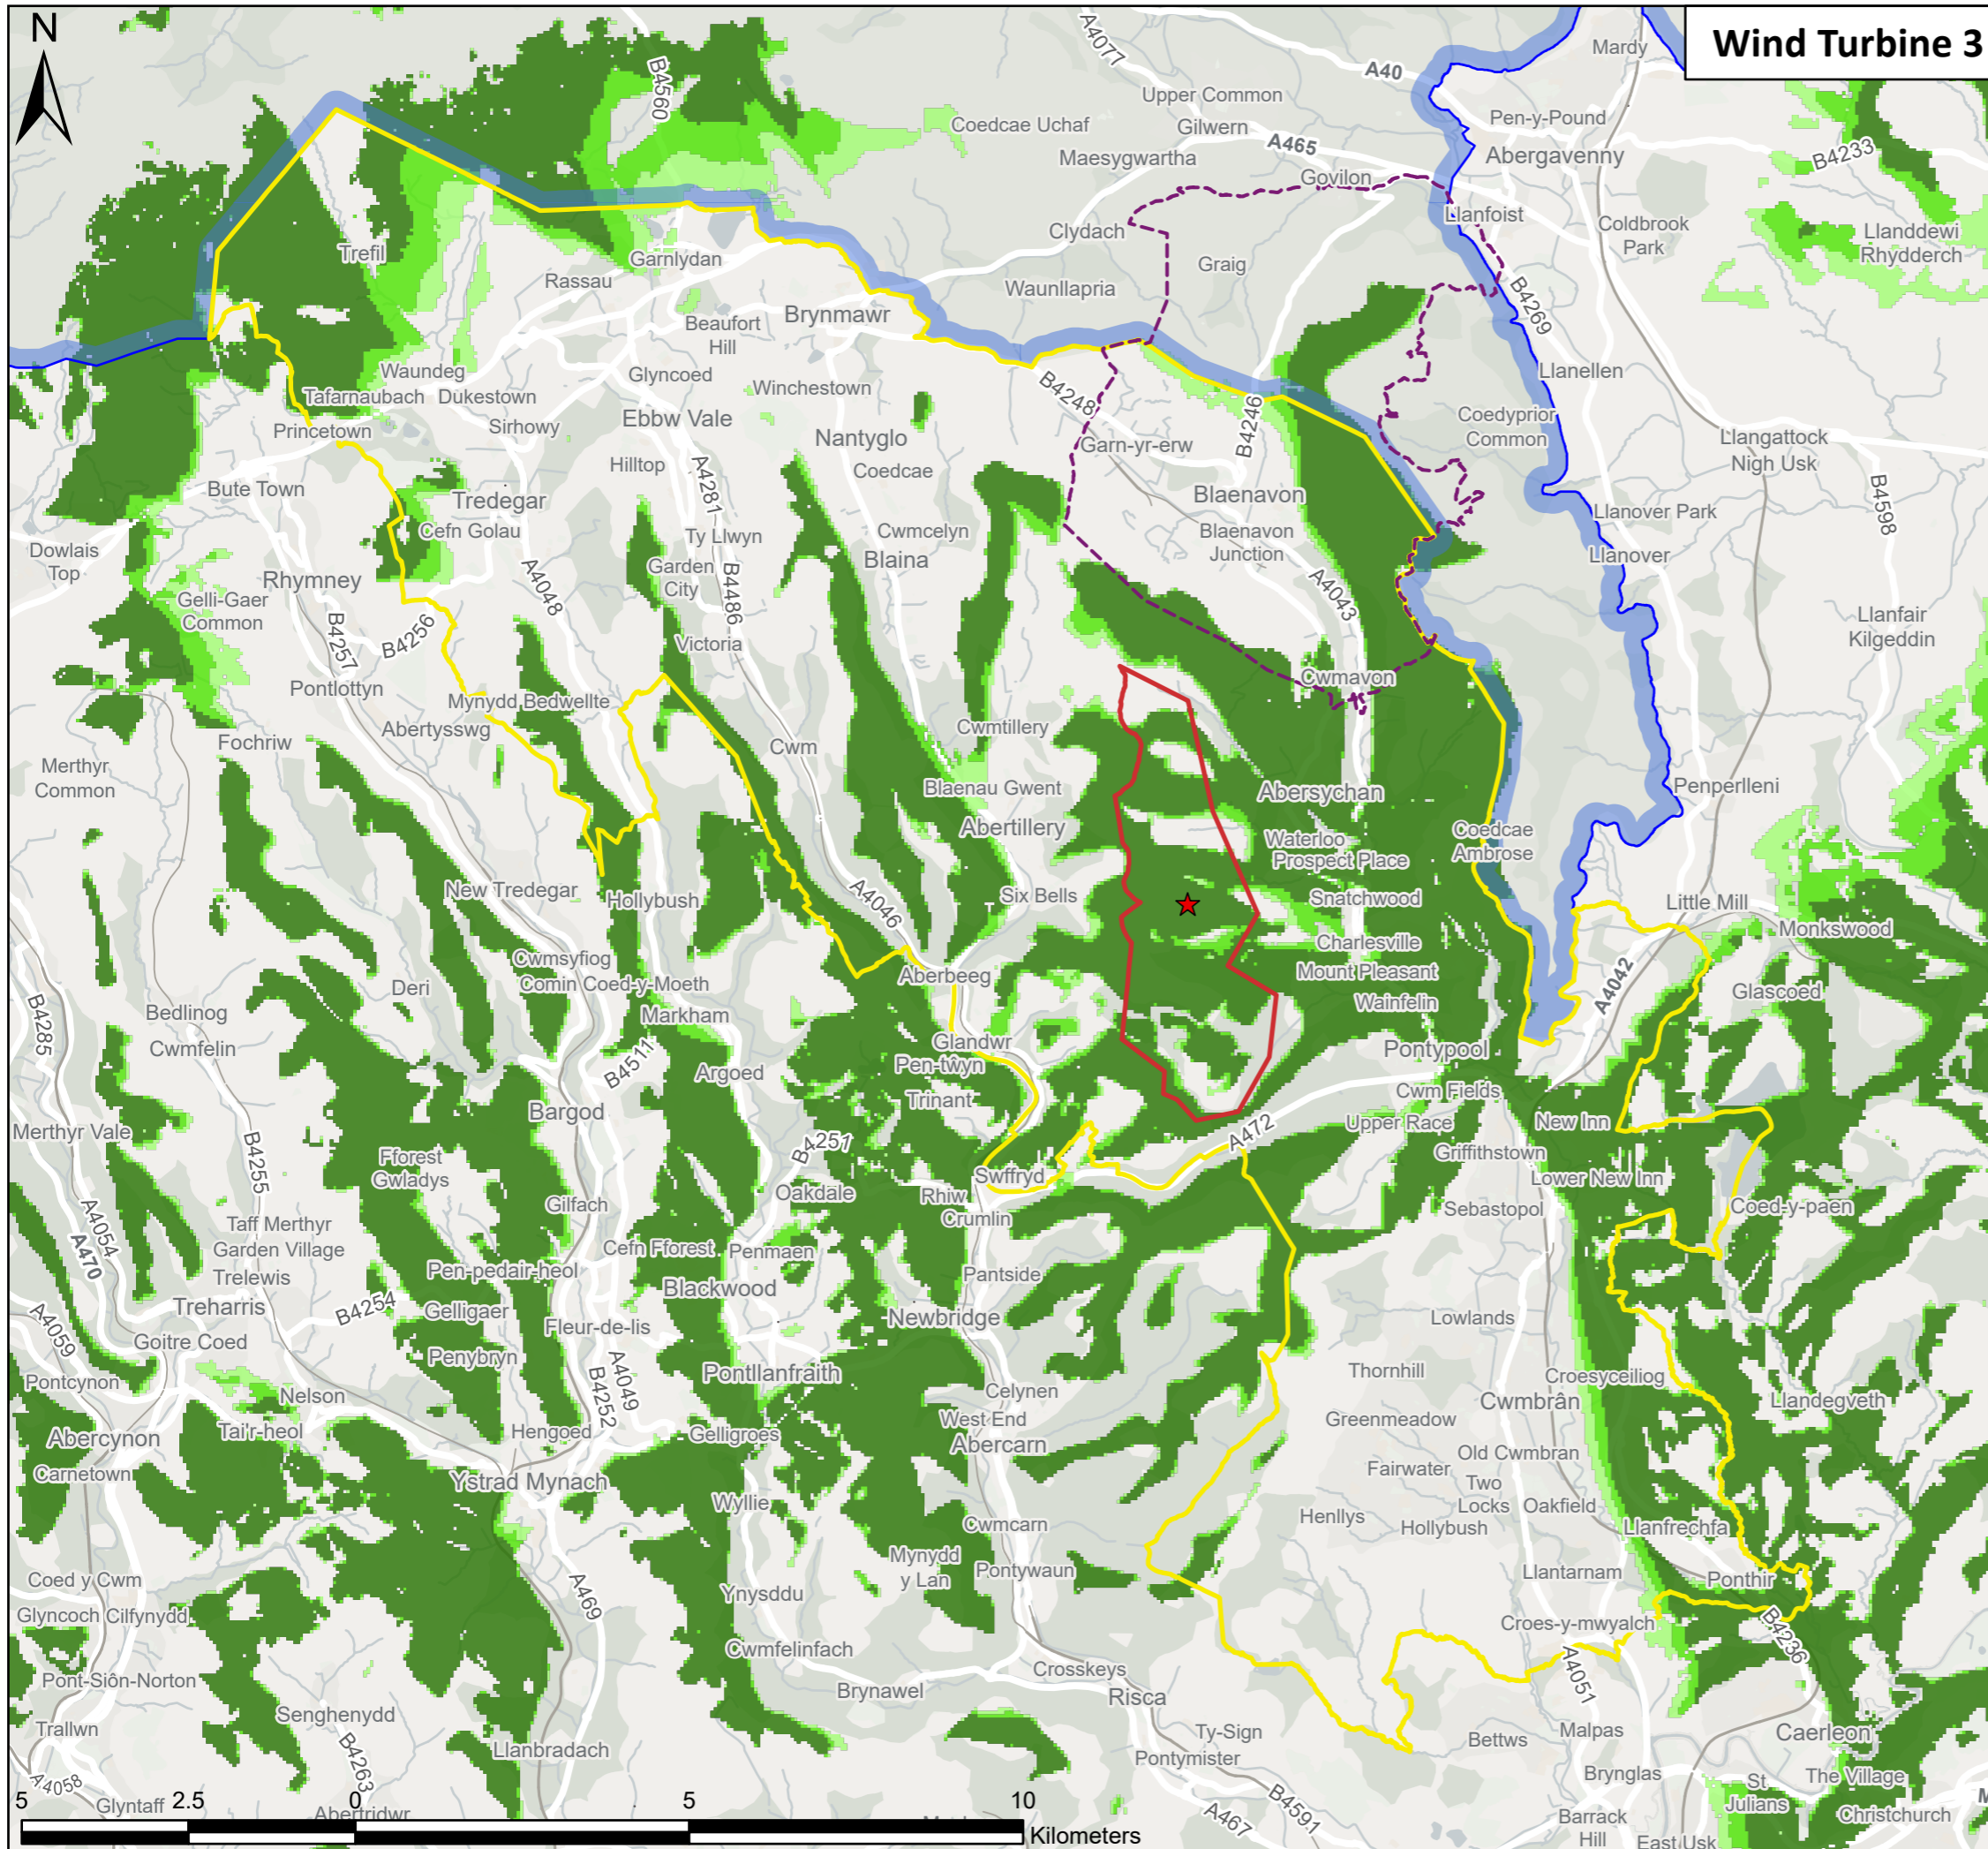 Wind Turbine 3
N
Mardy
A4077
A40
B4560
Upper Common
Pen-y-Pound
Coedcae Uchaf
Gilwern
A465
Abergavenny
B4233
Maesygwartha
Govilon
Llanfoist
Coldbrook
Park
Llanddewi
Rhydderch
Clydach
Trefil
Garnlydan
Graig
Rassau
Waunllapria
B4269
Beaufort
Hill
Brynmawr
Waundeg
Glyncoed
Winchestown
Llanellen
Tafarnaubach
Dukestown
B4248
B4246
Coedyprior
Common
Princetown
Sirhowy
Ebbw Vale
Nantyglo
Garn-yr-erw
Llangattock
Nigh Usk
Hilltop
A4281
Coedcae
Bute Town
Tredegar
Blaenavon
B4598
Llanover Park
Cefn Golau
Ty Llwyn
Cwmcelyn
Blaenavon
Junction
Dowlais
Top
Blaina
Llanover
Rhymney
A4048
Garden
City
B4486
A4043
Gelli-Gaer
Common
Llanfair
Kilgeddin
B4257
B4256
Victoria
Pontlottyn
Mynydd Bedwellte
Cwmavon
Abertysswg
Cwmtillery
Fochriw
Cwm
Merthyr
Common
Blaenau Gwent
Abersychan
Penperlleni
Abertillery
Waterloo
Prospect Place
Coedcae
Ambrose
New Tredegar
Hollybush
A4046
Six Bells
Snatchwood
Little Mill
Charlesville
Monkswood
Cwmsyfiog
Aberbeeg
Mount Pleasant
Deri
Comin Coed-y-Moeth
A4042
Glascoed
B4285
Bedlinog
Markham
Wainfelin
Cwmfelin
Glandwr
Pontypool
B4511
Pen-twyn
Argoed
Cwm Fields
Trinant
Bargod
New Inn
Merthyr Vale
A472
Upper Race
B4255
B4251
Griffithstown
Fforest
Gwladys
Swffryd
Lower New Inn
Oakdale
Rhiw
Gilfach
Crumlin
Sebastopol
Coed-y-paen
A4054
Taff Merthyr
Garden Village
Cefn Fforest
Penmaen
A470
Pen-pedair-heol
Trelewis
Pantside
Blackwood
Treharris
B4254
Gelligaer
Newbridge
Lowlands
A4059
Goitre Coed
Fleur-de-lis
Penybryn
Pontllanfraith
Thornhill
Croesyceiliog
Pontcynon
Nelson
B4252
A4049
Celynen
Cwmbrân
Llandegveth
Abercynon
Tai'r-heol
Hengoed
Gelligroes
West End
Greenmeadow
Abercarn
Old Cwmbran
Carnetown
Fairwater
Ystrad Mynach
Two
Locks
Oakfield
Wyllie
Henllys
Cwmcarn
Hollybush
Llanfrechfa
Mynydd
y Lan
Pontywaun
Llantarnam
Ponthir
Coed y Cwm
Ynysddu
A469
Glyncoch
Cilfynydd
Croes-y-mwyalch
B4236
Cwmfelinfach
Crosskeys
A4051
Pont-Siôn-Norton
Brynawel
Risca
Senghenydd
Ty-Sign
Malpas
Caerleon
Trallwn
Llanbradach
Pontymister
Bettws
B4263
A4058
Brynglas
St
Julians
The Village
Glyntaff
Abertridwr
B4591
A467
Barrack
Hill
Christchurch
East Usk
5
2.5
0
5
10
Kilometers